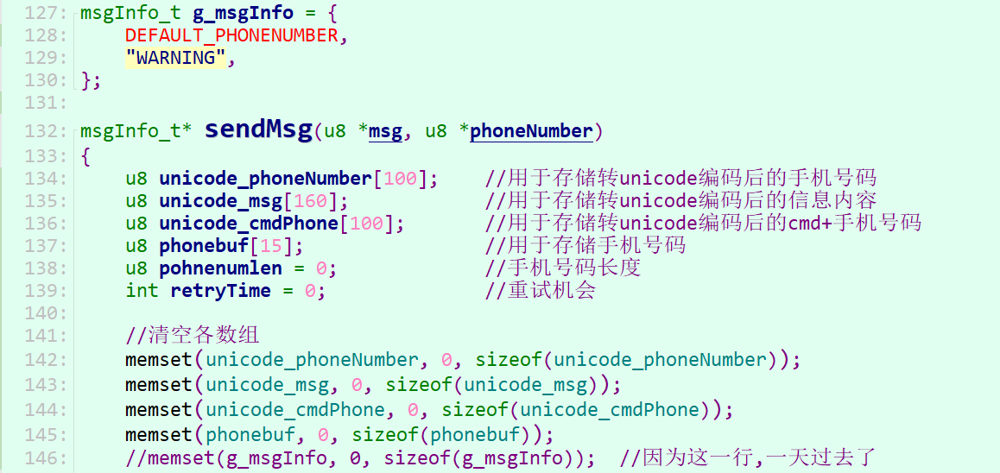 127: msgInfo_t g_msgInfo = {
128:     DEFAULT_PHONENUMBER,
129:     "WARNING",
130: };
131:
132: msgInfo_t* sendMsg(u8 *msg, u8 *phoneNumber)
133: {
134:     u8 unicode_phoneNumber[100];    //用于存储转unicode编码后的手机号码
135:     u8 unicode_msg[160];            //用于存储转unicode编码后的信息内容
136:     u8 unicode_cmdPhone[100];       //用于存储转unicode编码后的cmd+手机号码
137:     u8 phonebuf[15];                //用于存储手机号码
138:     u8 pohnenumlen = 0;             //手机号码长度
139:     int retryTime = 0;              //重试机会
140:
141:     //清空各数组
142:     memset(unicode_phoneNumber, 0, sizeof(unicode_phoneNumber));
143:     memset(unicode_msg, 0, sizeof(unicode_msg));
144:     memset(unicode_cmdPhone, 0, sizeof(unicode_cmdPhone));
145:     memset(phonebuf, 0, sizeof(phonebuf));
146:     //memset(g_msgInfo, 0, sizeof(g_msgInfo));  //因为这一行,一天过去了